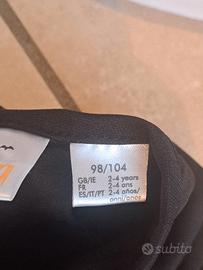 98/104
GB/IE 2-4 years
FR 2-4 ans
ES/IT/PT 2-4 años/
anni/anos
subito